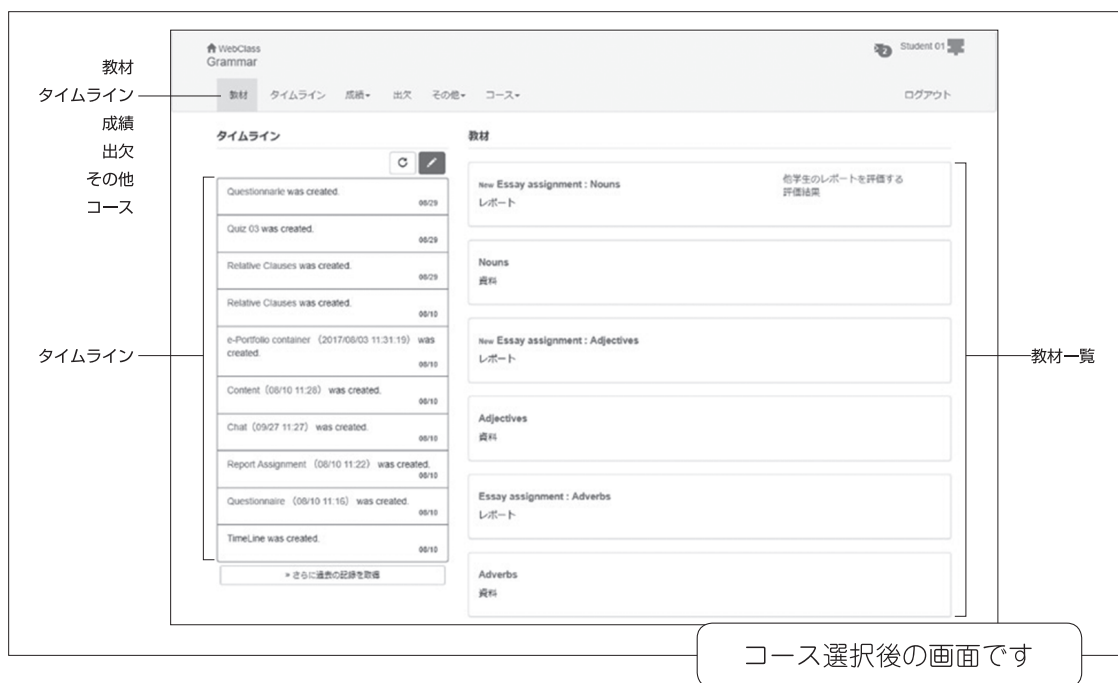 教材
タイムライン
成績
出欠
その他
コース
タイムライン
教材一覧
WebClass
Grammar
2
Student 01
教材 タイムライン 成績 出欠 その他 コース
ログアウト
タイムライン
Questionnarie was created.
06/29
Quiz 03 was created.
06/29
Relative Clauses was created.
06/29
Relative Clauses was created.
08/10
e-Portfolio container (2017/08/03 11:31:19) was
created.
08/10
Content (08/10 11:28) was created.
08/10
Chat (09/27 11:27) was created.
08/10
Report Assignment (08/10 11:22) was created.
08/10
Questionnaire (08/10 11:16) was created.
08/10
TimeLine was created.
08/10
» さらに過去の記録を取得
教材
New Essay assignment : Nouns
レポート
他学生のレポートを評価する
評価結果
Nouns
資料
New Essay assignment : Adjectives
レポート
Adjectives
資料
Essay assignment : Adverbs
レポート
Adverbs
資料
コース選択後の画面です